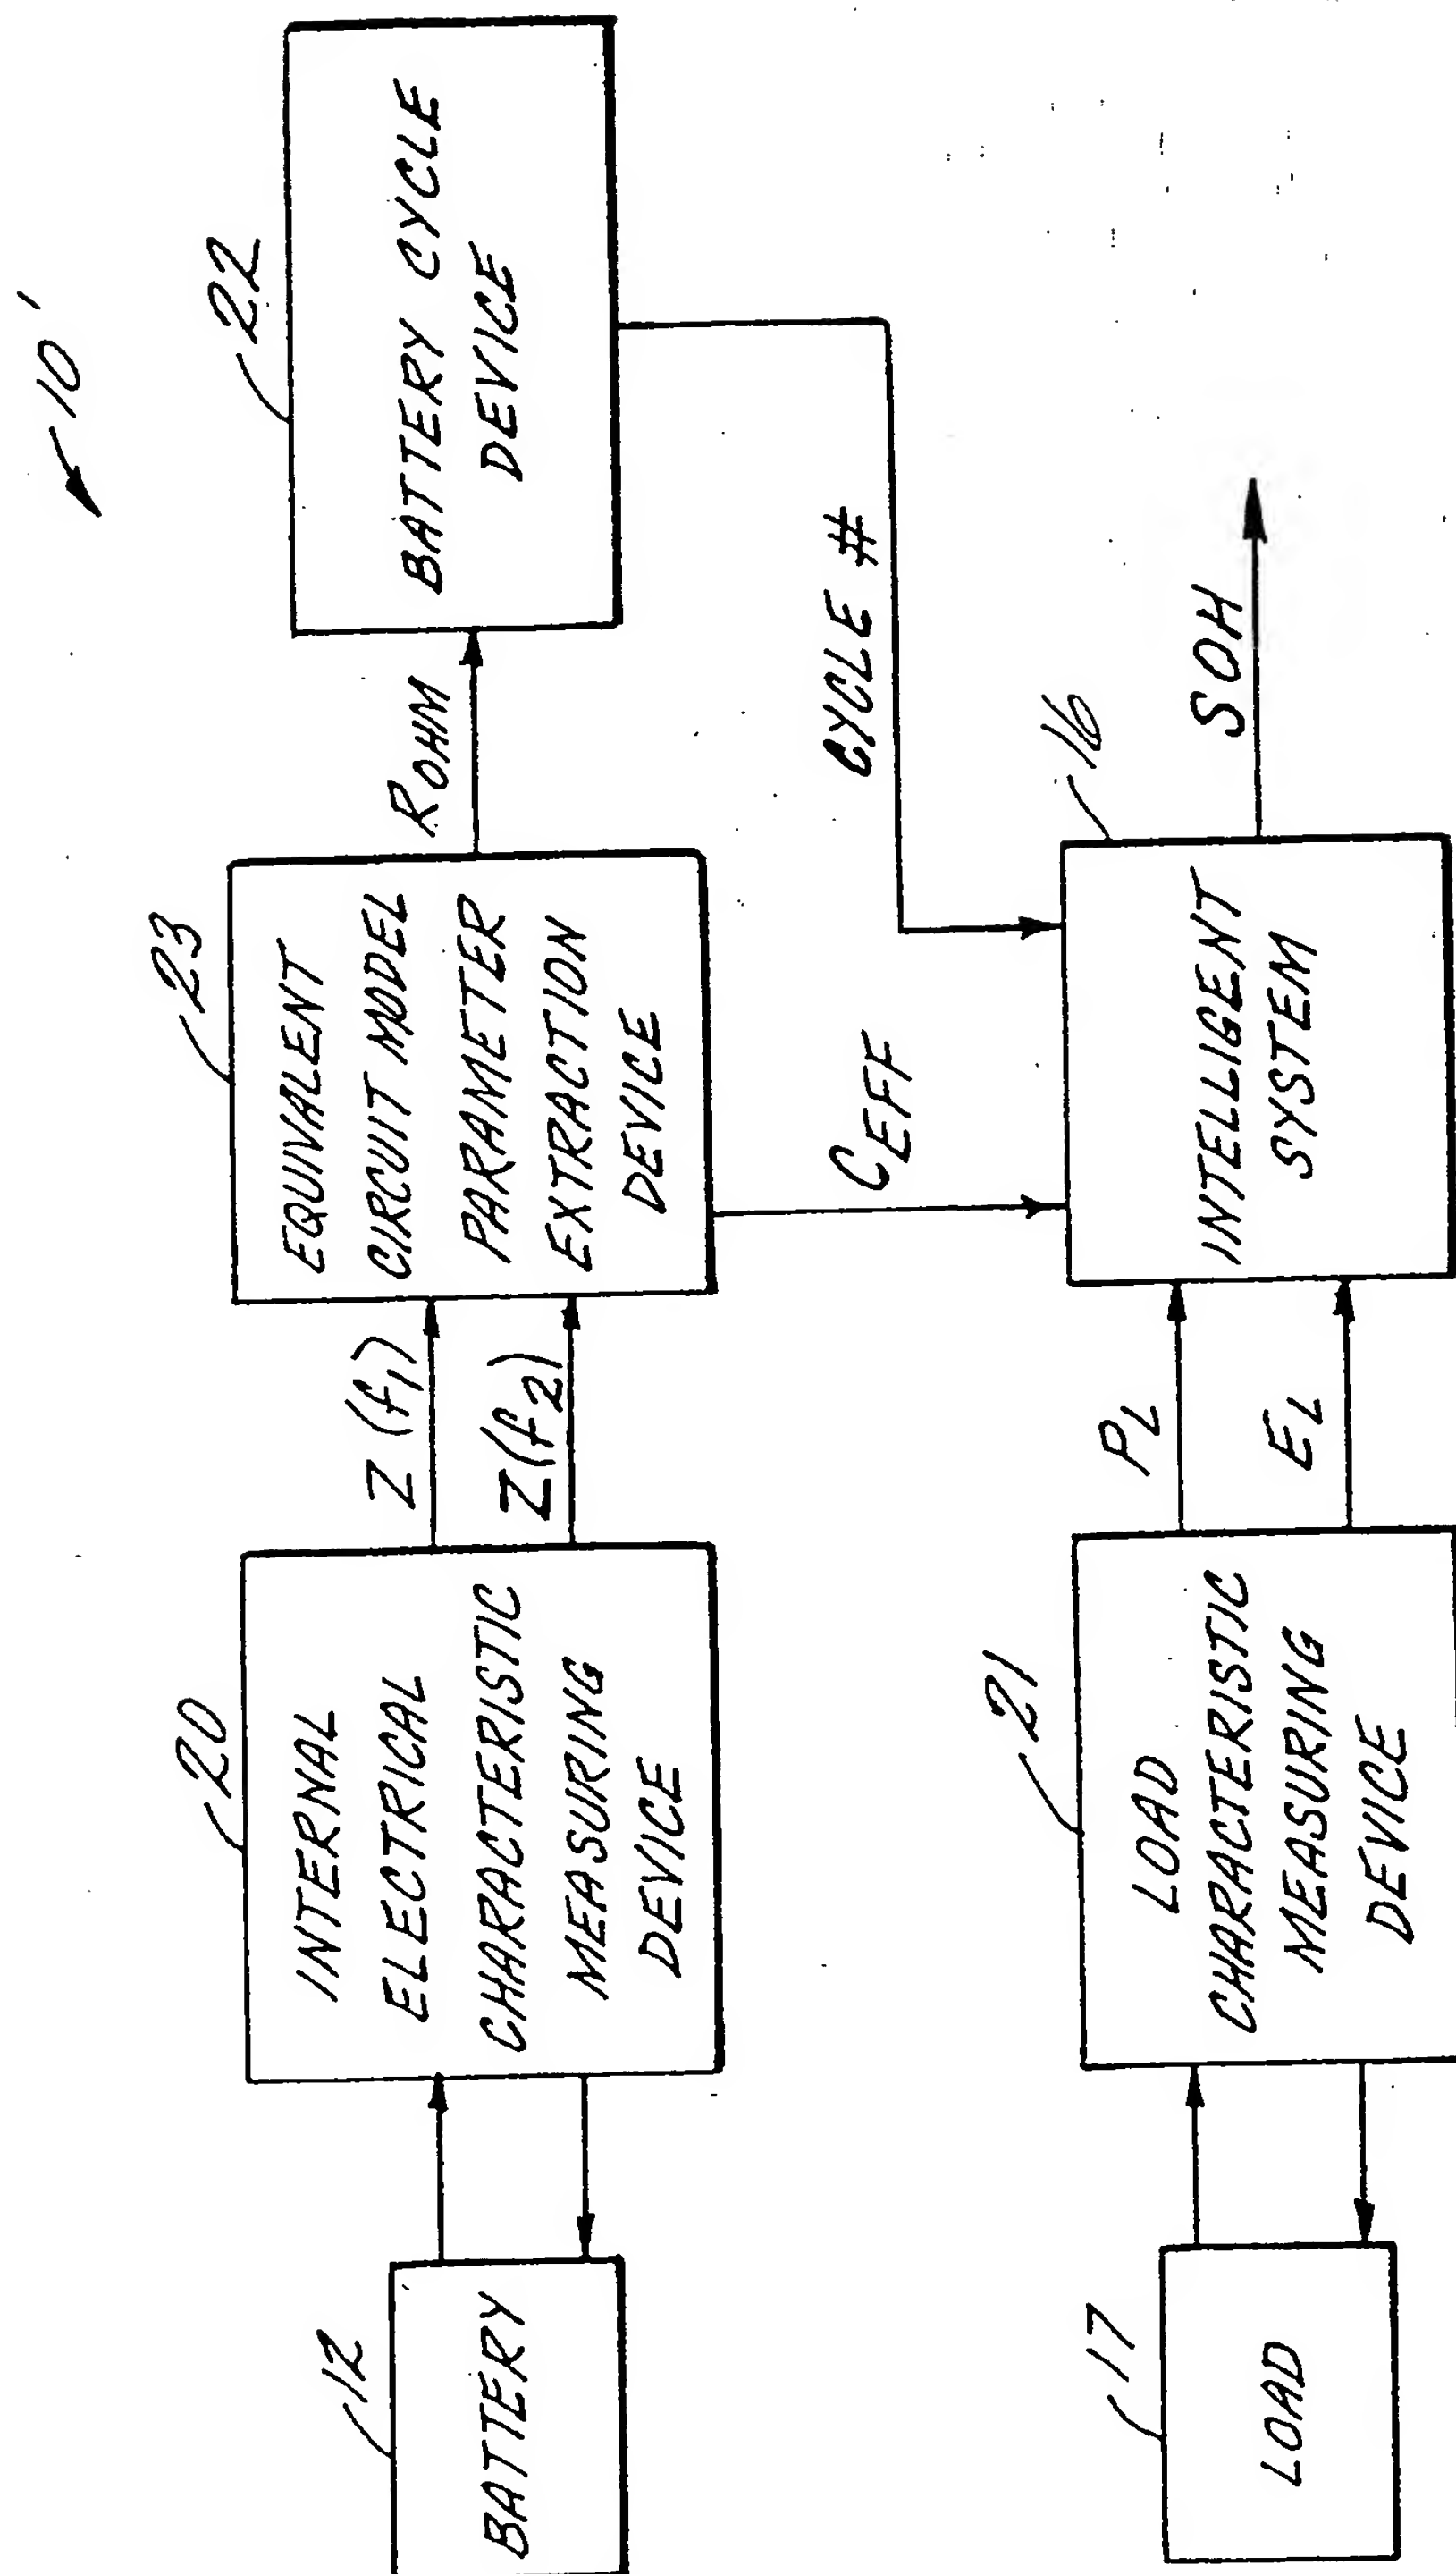 10'
12
BATTERY
20
INTERNAL
ELECTRICAL
CHARACTERISTIC
MEASURING
DEVICE
Z (f1)
Z(f2)
23
EQUIVALENT
CIRCUIT MODEL
PARAMETER
EXTRACTION
DEVICE
ROHM
22
BATTERY CYCLE
DEVICE
CYCLE #
CEFF
17
LOAD
21
LOAD
CHARACTERISTIC
MEASURING
DEVICE
PL
EL
16
INTELLIGENT
SYSTEM
SOH